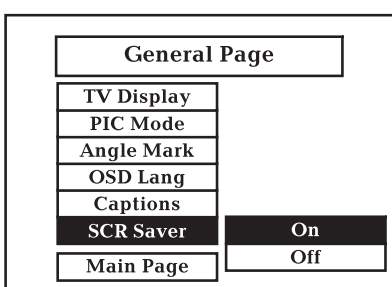 General Page
TV Display
PIC Mode
Angle Mark
OSD Lang
Captions
SCR Saver On
Off
Main Page